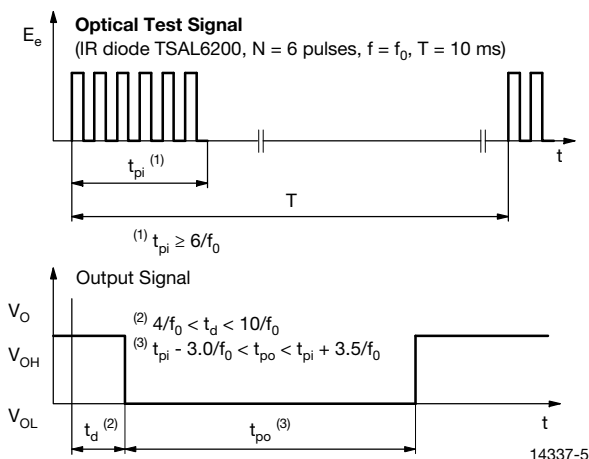 Optical Test Signal
Ee
(IR diode TSAL6200, N = 6 pulses, f = f0, T = 10 ms)
t
tpi (1)
T
(1) tpi ≥ 6/f0
Output Signal
VO
(2) 4/f0 < td < 10/f0
VOH
(3) tpi - 3.0/f0 < tpo < tpi + 3.5/f0
VOL
td (2)
tpo (3)
t
14337-5